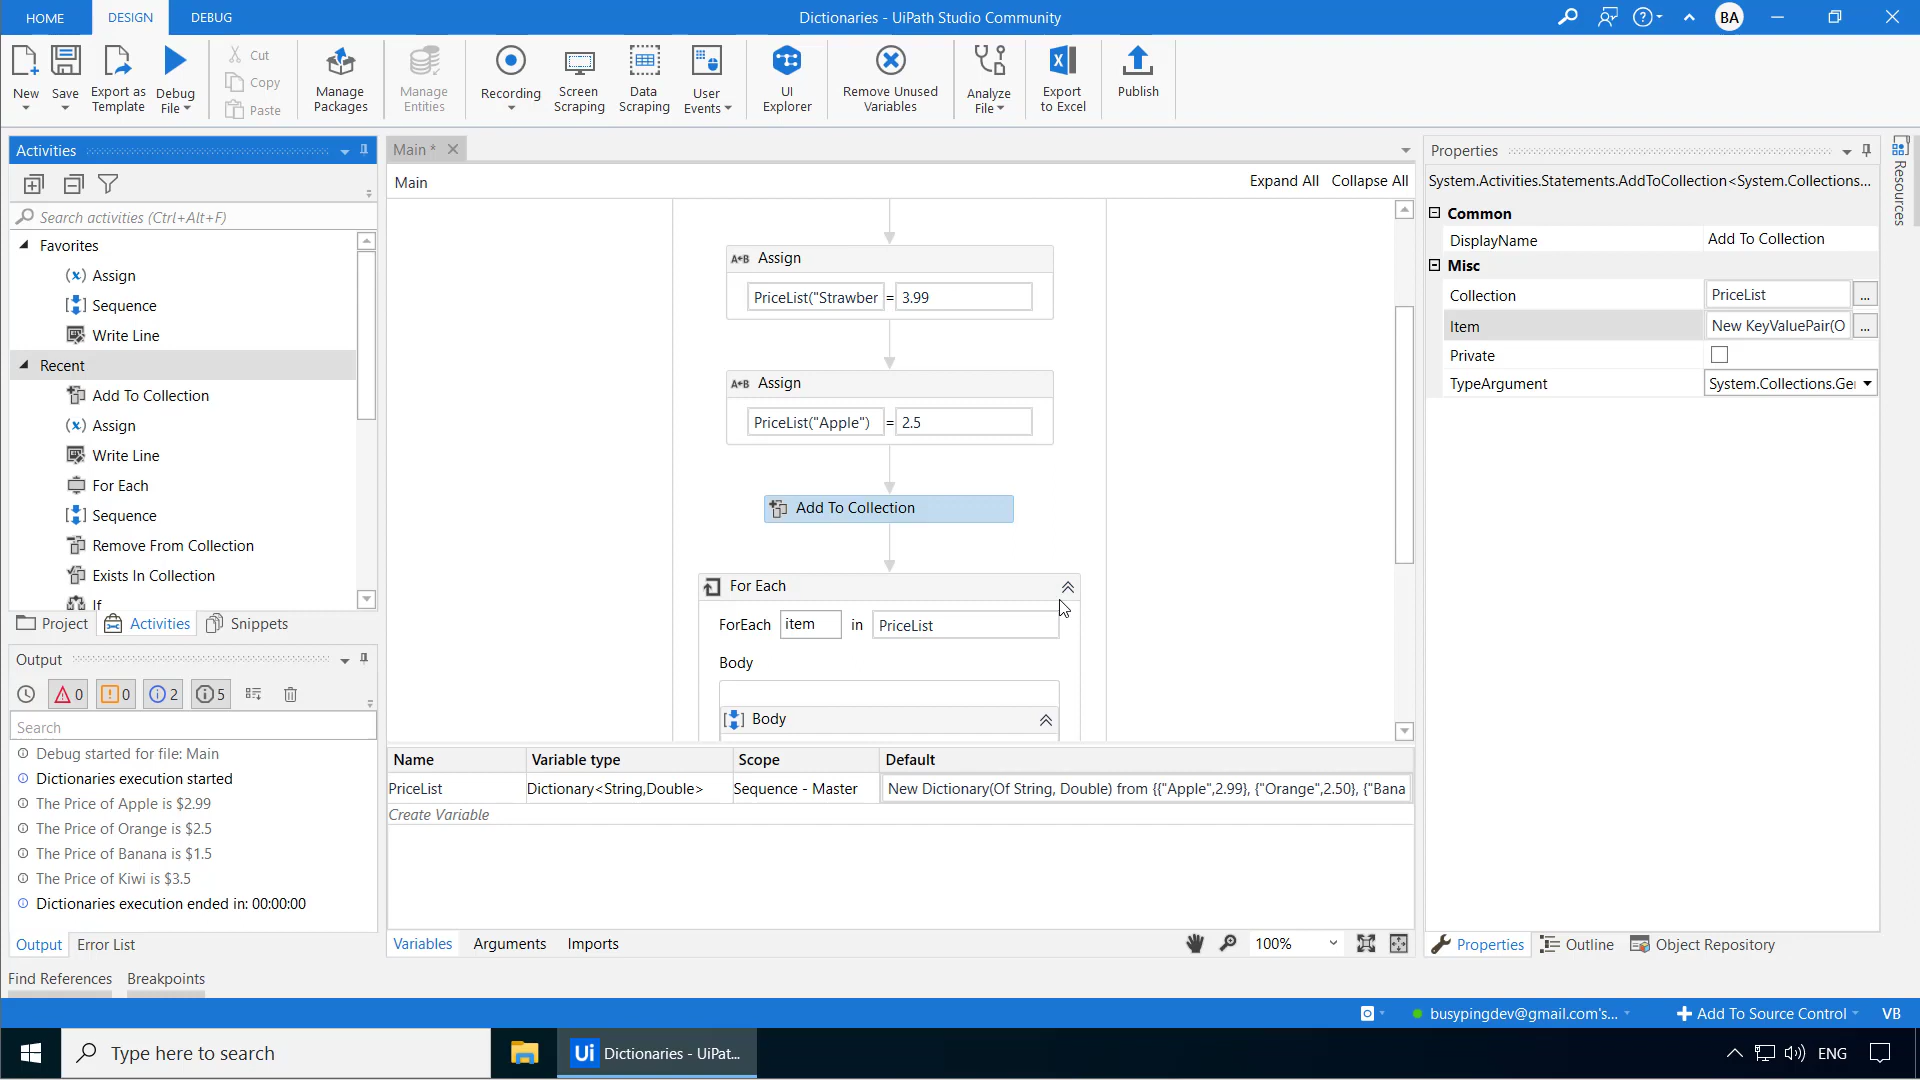 HOME
DESIGN
DEBUG
Dictionaries - UiPath Studio Community
BA
New
Save
Export as Template
Debug File
Cut
Copy
Paste
Manage Packages
Manage Entities
Recording
Screen Scraping
Data Scraping
User Events
UI Explorer
Remove Unused Variables
Analyze File
Export to Excel
Publish
Activities
Search activities (Ctrl+Alt+F)
Favorites
Assign
Sequence
Write Line
Recent
Add To Collection
Assign
Write Line
For Each
Sequence
Remove From Collection
Exists In Collection
If
Project
Activities
Snippets
Output
0
0
2
5
Search
Debug started for file: Main
Dictionaries execution started
The Price of Apple is $2.99
The Price of Orange is $2.5
The Price of Banana is $1.5
The Price of Kiwi is $3.5
Dictionaries execution ended in: 00:00:00
Output
Error List
Find References
Breakpoints
Main *
Main
Expand All
Collapse All
A+B Assign
PriceList("Strawber = 3.99
A+B Assign
PriceList("Apple") = 2.5
Add To Collection
For Each
ForEach item in PriceList
Body
Body
Name Variable type Scope Default
PriceList Dictionary<String,Double> Sequence - Master New Dictionary(Of String, Double) from {{"Apple",2.99}, {"Orange",2.50}, {"Bana
Create Variable
Variables
Arguments
Imports
100%
Properties
System.Activities.Statements.AddToCollection<System.Collections...
Common
DisplayName Add To Collection
Misc
Collection PriceList ...
Item New KeyValuePair(O ...
Private
TypeArgument System.Collections.Ge
Properties
Outline
Object Repository
Resources
busypingdev@gmail.com's...
Add To Source Control
VB
Type here to search
Ui Dictionaries - UiPat...
ENG